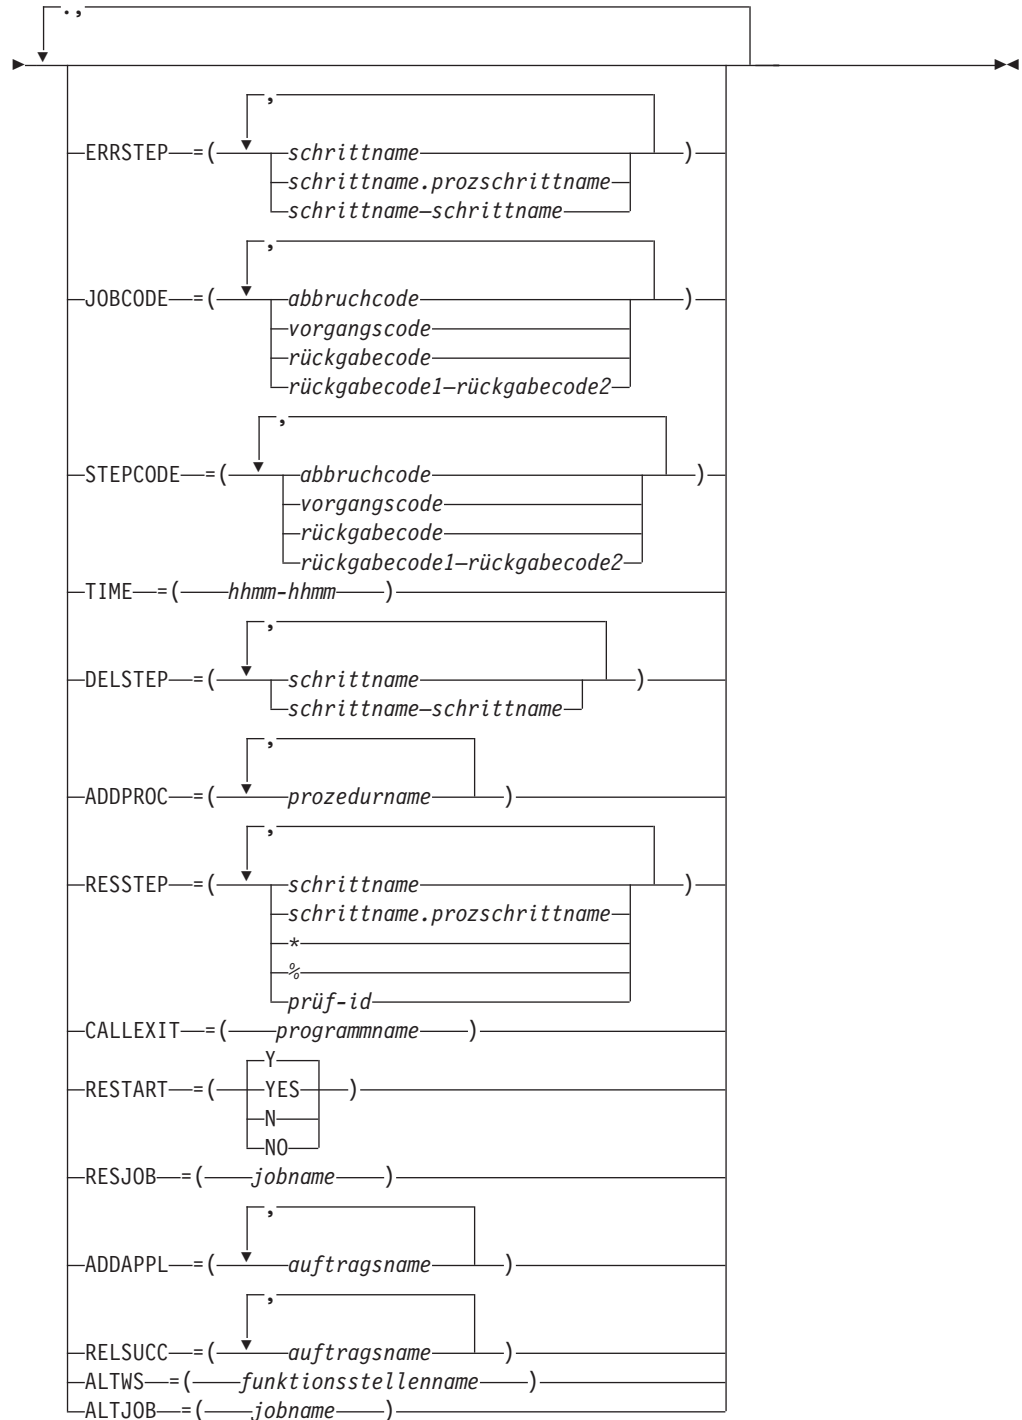 .,
,
ERRSTEP =( schrittname )
schrittname.prozschrittname
schrittname–schrittname
,
JOBCODE =( abbruchcode )
vorgangscode
rückgabecode
rückgabecode1–rückgabecode2
,
STEPCODE =( abbruchcode )
vorgangscode
rückgabecode
rückgabecode1–rückgabecode2
TIME =( hhmm-hhmm )
,
DELSTEP =( schrittname )
schrittname–schrittname
,
ADDPROC =( prozedurname )
,
RESSTEP =( schrittname )
schrittname.prozschrittname
*
%
prüf-id
CALLEXIT =( programmname )
Y
RESTART =( YES )
N
NO
RESJOB =( jobname )
,
ADDAPPL =( auftragsname )
,
RELSUCC =( auftragsname )
ALTWS =( funktionsstellenname )
ALTJOB =( jobname )